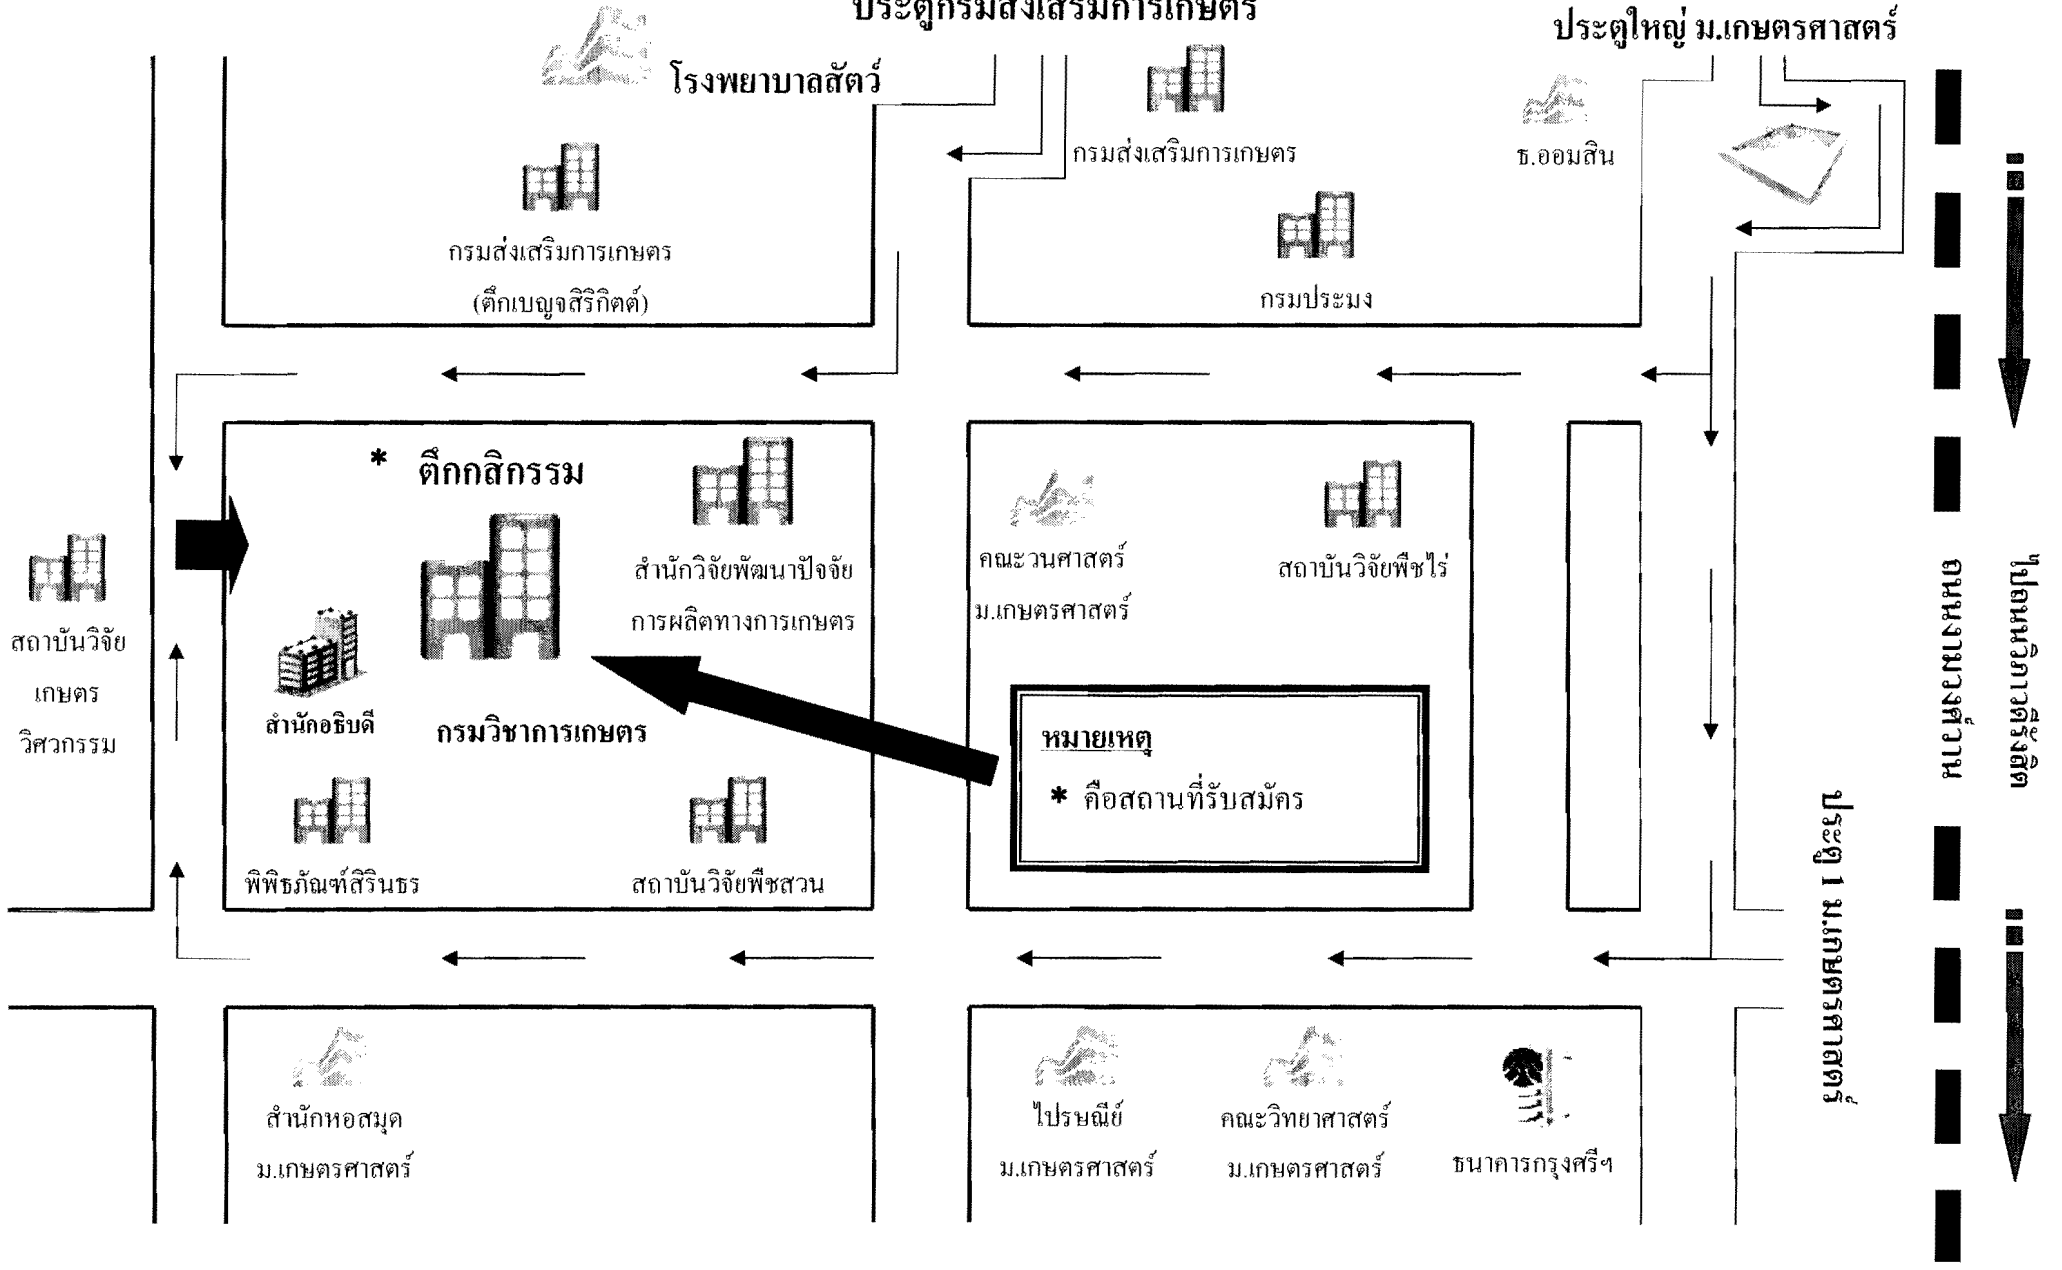 ประตูกรมส่งเสริมการเกษตร
ประตูใหญ่ ม.เกษตรศาสตร์
โรงพยาบาลสัตว์
กรมส่งเสริมการเกษตร
ธ.ออมสิน
กรมส่งเสริมการเกษตร
(ตึกเบญจสิริกิตต์)
กรมประมง
* ตึกกสิกรรม
สำนักวิจัยพัฒนาปัจจัย
การผลิตทางการเกษตร
คณะวนศาสตร์
ม.เกษตรศาสตร์
สถาบันวิจัยพืชไร่
สถาบันวิจัย
เกษตร
วิศวกรรม
สำนักอธิบดี
กรมวิชาการเกษตร
หมายเหตุ
* คือสถานที่รับสมัคร
พิพิธภัณฑ์สิรินธร
สถาบันวิจัยพืชสวน
ถนนงามวงศ์วาน
ไปถนนวิภาวดีรังสิต
ประตู 1 ม.เกษตรศาสตร์
สำนักหอสมุด
ม.เกษตรศาสตร์
ไปรษณีย์
ม.เกษตรศาสตร์
คณะวิทยาศาสตร์
ม.เกษตรศาสตร์
ธนาคารกรุงศรีฯ